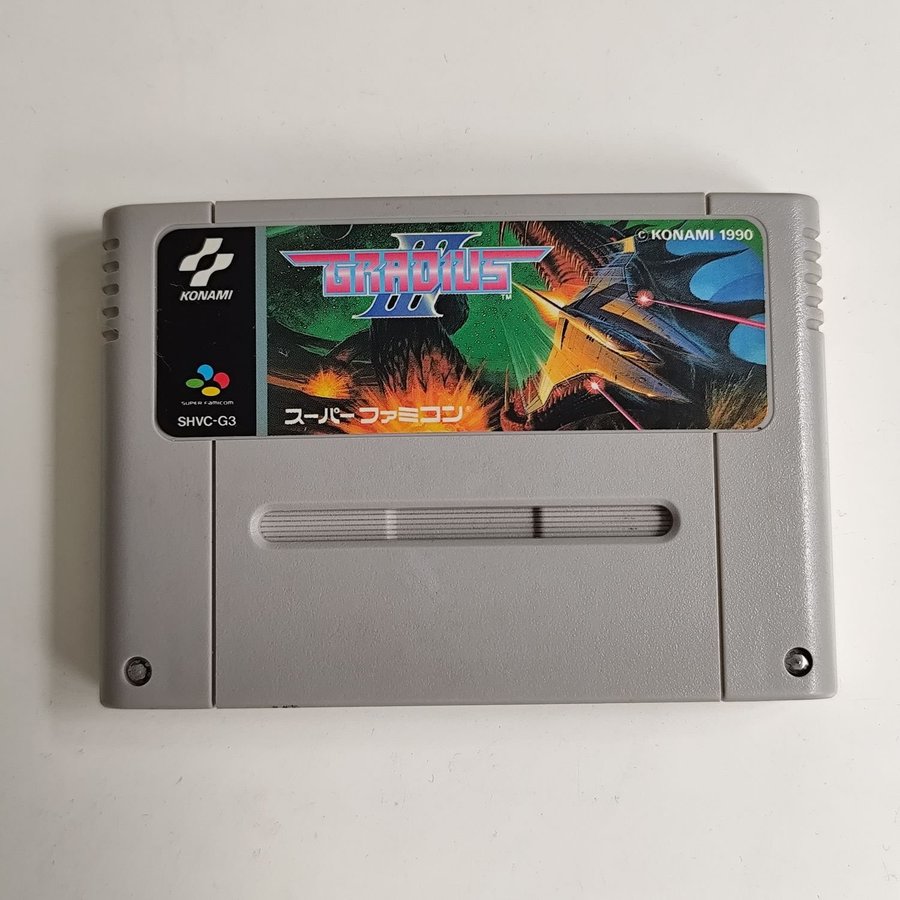 KONAMI
SUPER FAMICOM
SHVC-G3
GRADIUS
III
TM
© KONAMI 1990
スーパーファミコン